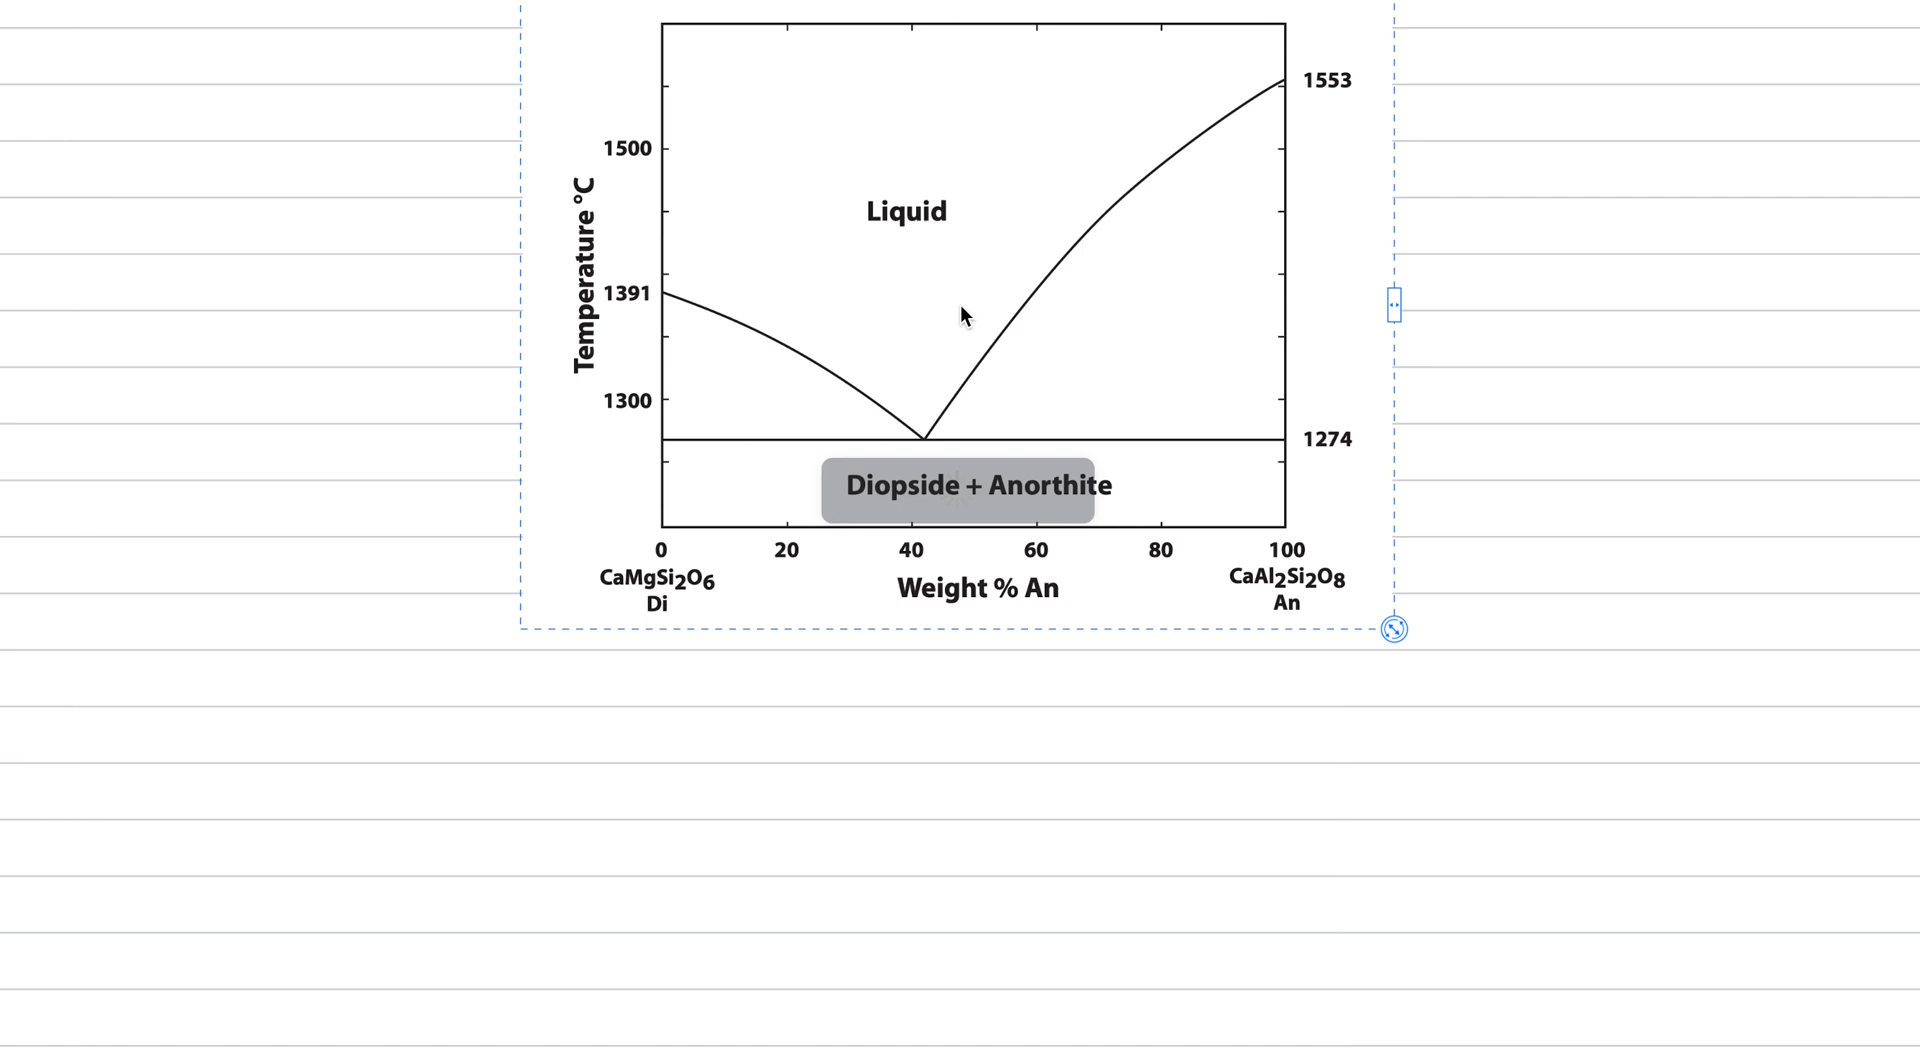 1553
1500
Liquid
Temperature °C
1391
1300
1274
Diopside + Anorthite
0 20 40 60 80 100
CaMgSi2O6 CaAl2Si2O8
Di Weight % An An